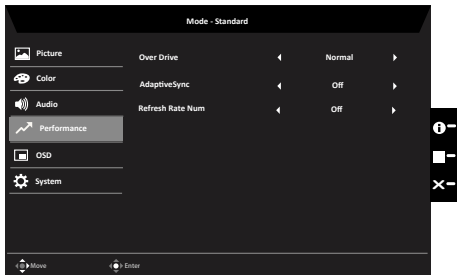 Mode - Standard
Picture
Over Drive Normal
Color
AdaptiveSync Off
Audio
Refresh Rate Num Off
Performance
OSD
System
Move Enter